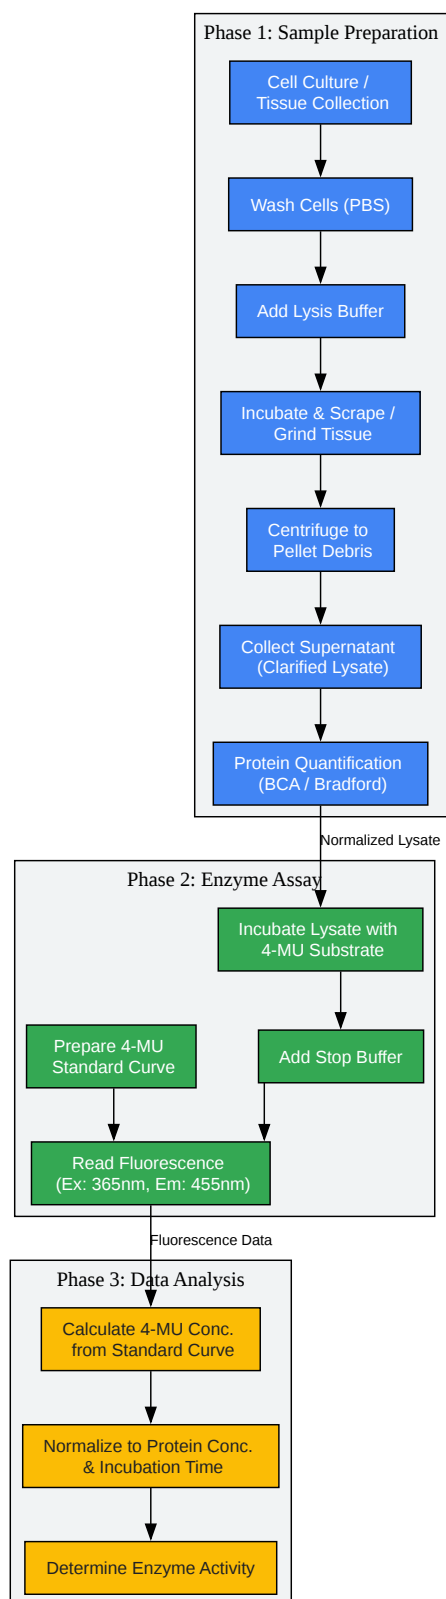 Phase 1: Sample Preparation
Cell Culture /
Tissue Collection
Wash Cells (PBS)
Add Lysis Buffer
Incubate & Scrape /
Grind Tissue
Centrifuge to
Pellet Debris
Collect Supernatant
(Clarified Lysate)
Protein Quantification
(BCA / Bradford)
Normalized Lysate
Phase 2: Enzyme Assay
Incubate Lysate with
4-MU Substrate
Prepare 4-MU
Standard Curve
Add Stop Buffer
Read Fluorescence
(Ex: 365nm, Em: 455nm)
Fluorescence Data
Phase 3: Data Analysis
Calculate 4-MU Conc.
from Standard Curve
Normalize to Protein Conc.
& Incubation Time
Determine Enzyme Activity